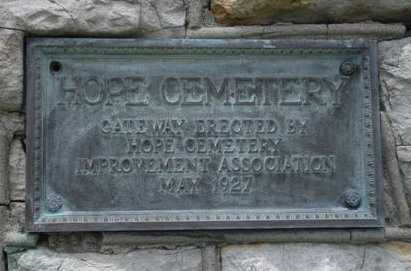 HOPE CEMETERY
GATEWAY ERECTED BY
HOPE CEMETERY
IMPROVEMENT ASSOCIATION
MAY 1927